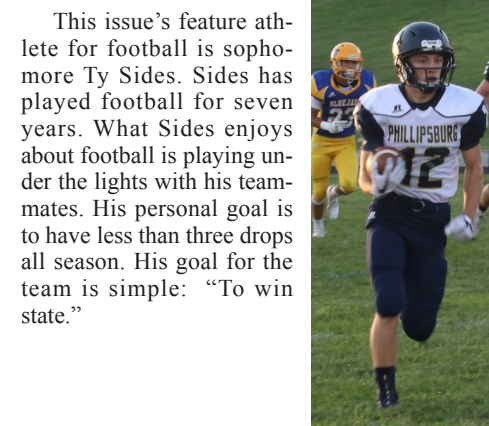 This issue’s feature ath-
lete for football is sopho-
more Ty Sides. Sides has
played football for seven
years. What Sides enjoys
about football is playing un-
der the lights with his team-
mates. His personal goal is
to have less than three drops
all season. His goal for the
team is simple:  “To win
state.”
BLUEJAYS
PHILLIPSBURG
12